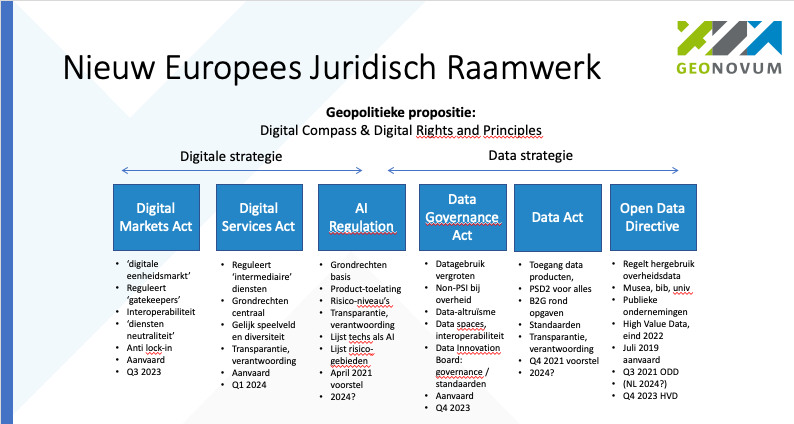 Nieuw Europees Juridisch Raamwerk
GEONOVUM
Geopolitieke propositie:
Digital Compass & Digital Rights and Principles
Digitale strategie
Data strategie
Digital
Markets Act
• 'digitale
eenheidsmarkt'
• Reguleert
'gatekeepers'
• Interoperabiliteit
• 'diensten
neutraliteit'
• Anti lock-in
• Aanvaard
• Q3 2023
Digital
Services Act
• Reguleert
'intermediaire'
diensten
• Grondrechten
centraal
• Gelijk speelveld
en diversiteit
• Transparantie,
verantwoording
• Aanvaard
• Q1 2024
AI
Regulation
• Grondrechten
basis
• Product-toelating
• Risico-niveau's
• Transparantie,
verantwoording
• Lijst techs als AI
• Lijst risico-
gebieden
• April 2021
voorstel
• 2024?
Data
Governance
Act
• Datagebruik
vergroten
• Non-PSI bij
overheid
• Data-altruïsme
• Data spaces,
interoperabiliteit
• Data Innovation
Board:
governance /
standaarden
• Aanvaard
• Q4 2023
Data Act
• Toegang data
producten,
• PSD2 voor alles
• B2G rond
opgaven
• Standaarden
• Transparantie,
verantwoording
• Q4 2021 voorstel
• 2024?
Open Data
Directive
• Regelt hergebruik
overheidsdata
• Musea, bib, univ
• Publieke
ondernemingen
• High Value Data,
eind 2022
• Juli 2019
aanvaard
• Q3 2021 ODD
• (NL 2024?)
• Q4 2023 HVD